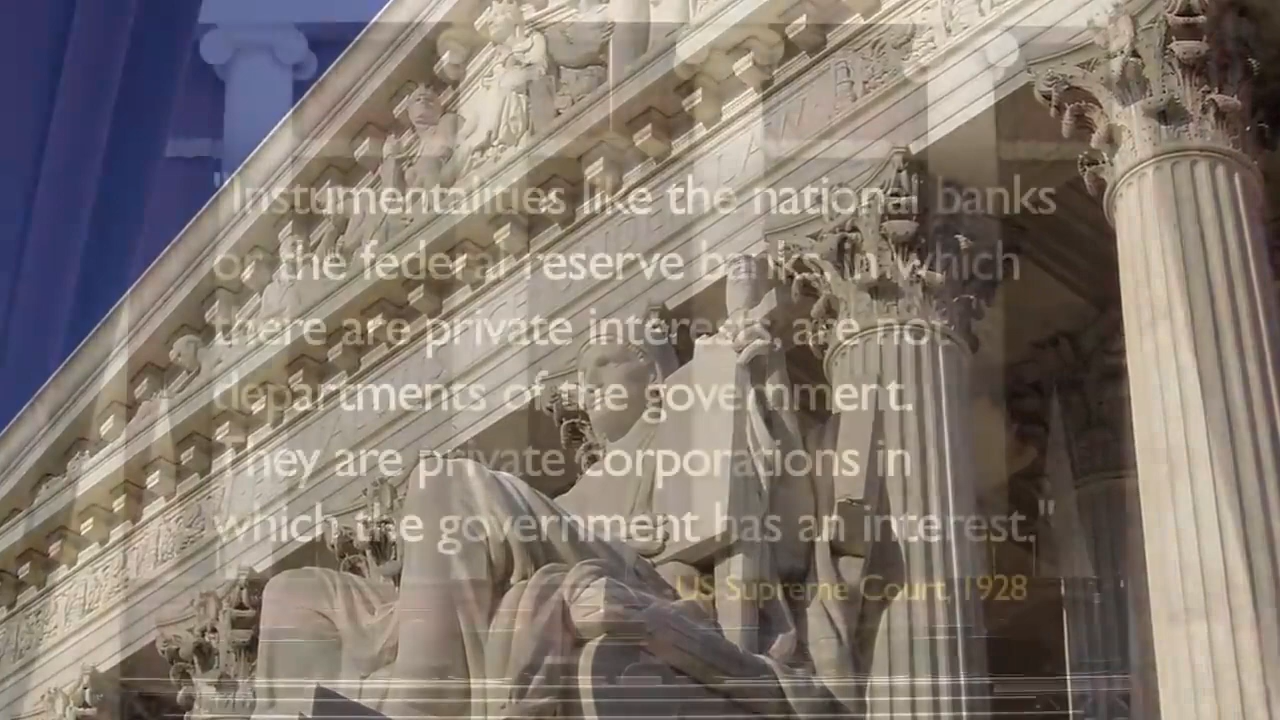 "Instumentalities like the national banks
or the federal reserve banks, in which
there are private interests, are not
departments of the government.
They are private corporations in
which the government has an interest."
US Supreme Court, 1928